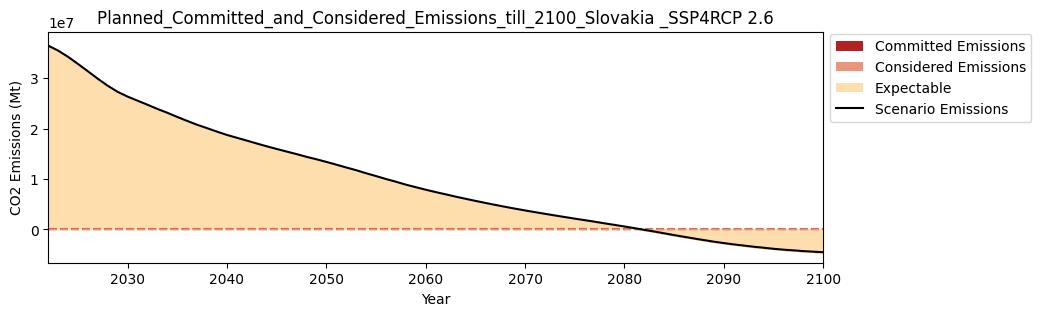 Planned_Committed_and_Considered_Emissions_till_2100_Slovakia _SSP4RCP 2.6
1e7
3
2
1
0
CO2 Emissions (Mt)
2030 2040 2050 2060 2070 2080 2090 2100
Year
Committed Emissions
Considered Emissions
Expectable
Scenario Emissions